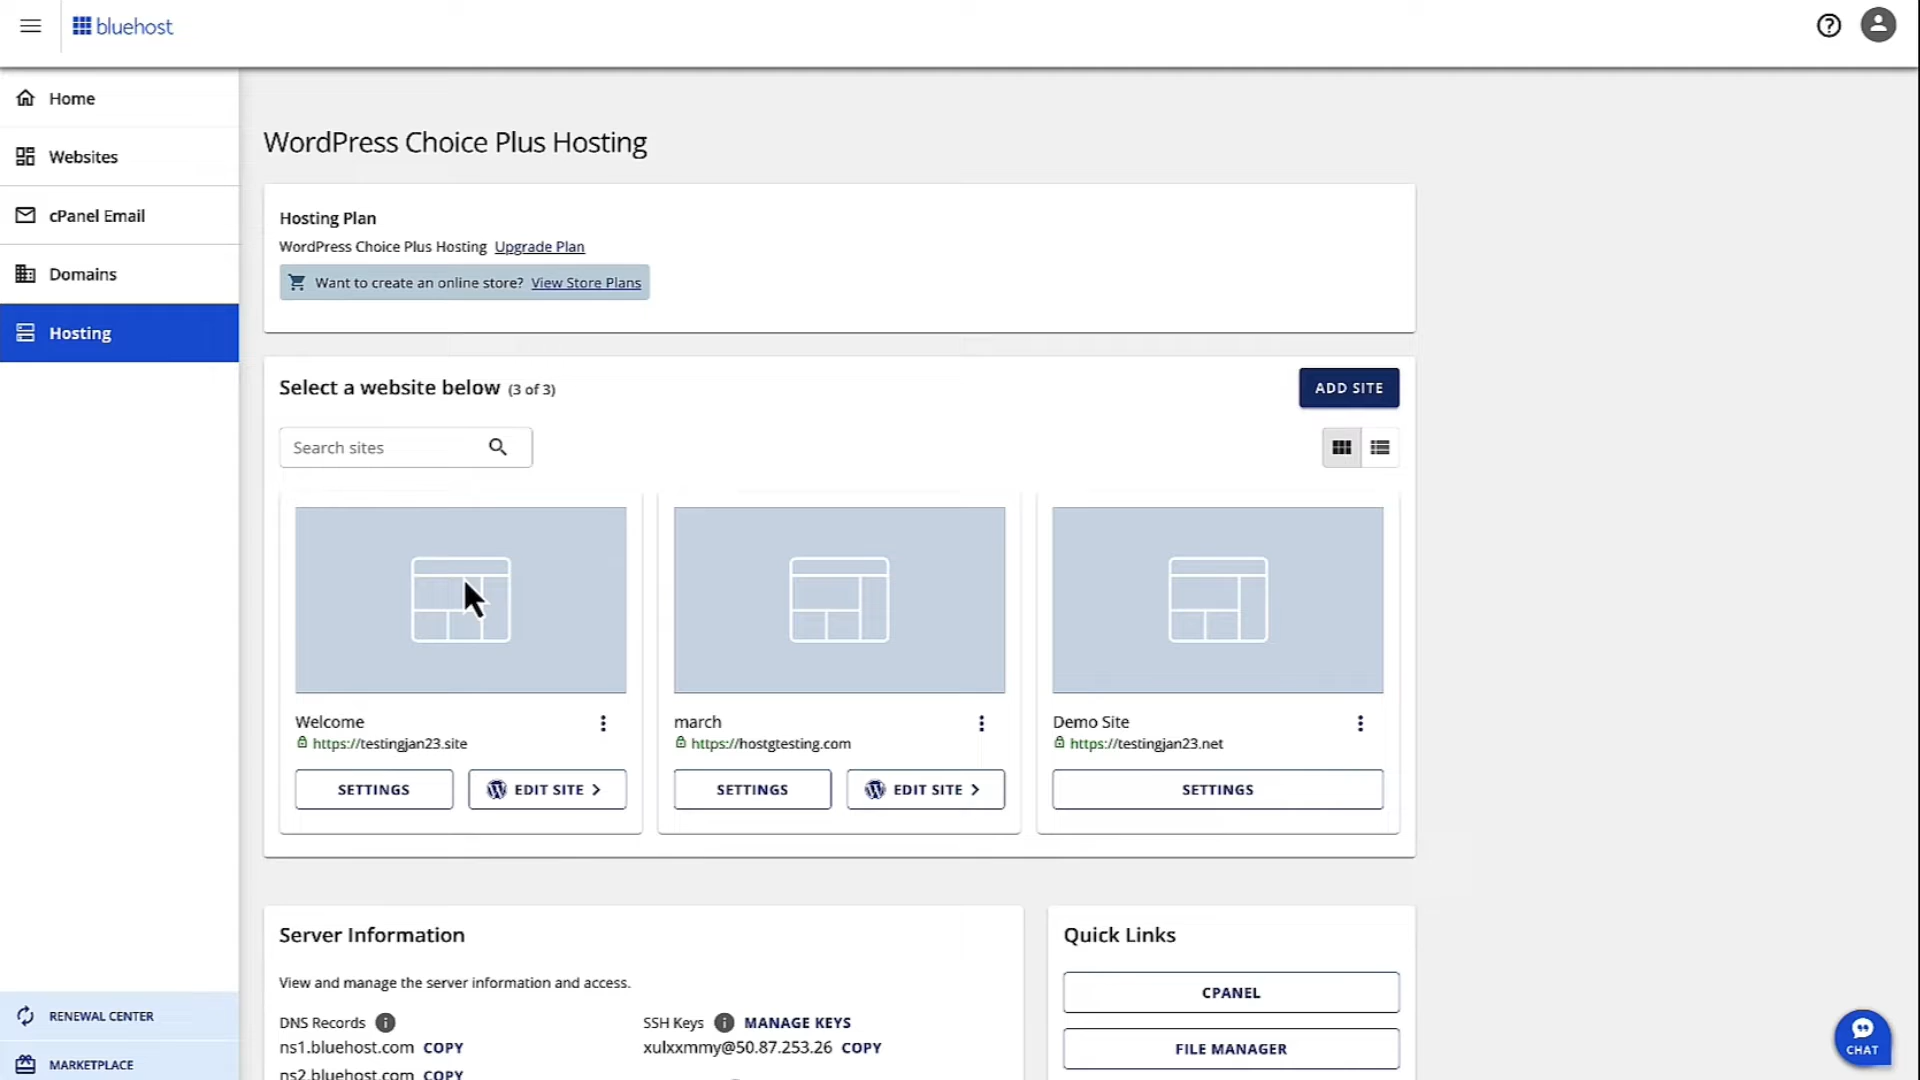 bluehost
Home
Websites
cPanel Email
Domains
Hosting
RENEWAL CENTER
MARKETPLACE
WordPress Choice Plus Hosting
Hosting Plan
WordPress Choice Plus Hosting Upgrade Plan
Want to create an online store? View Store Plans
Select a website below (3 of 3)
ADD SITE
Search sites
Welcome
https://testingjan23.site
SETTINGS
EDIT SITE
march
https://hostgtesting.com
SETTINGS
EDIT SITE
Demo Site
https://testingjan23.net
SETTINGS
Server Information
View and manage the server information and access.
DNS Records
ns1.bluehost.com COPY
ns2.bluehost.com COPY
SSH Keys MANAGE KEYS
xulxxmmy@50.87.253.26 COPY
Quick Links
CPANEL
FILE MANAGER
CHAT